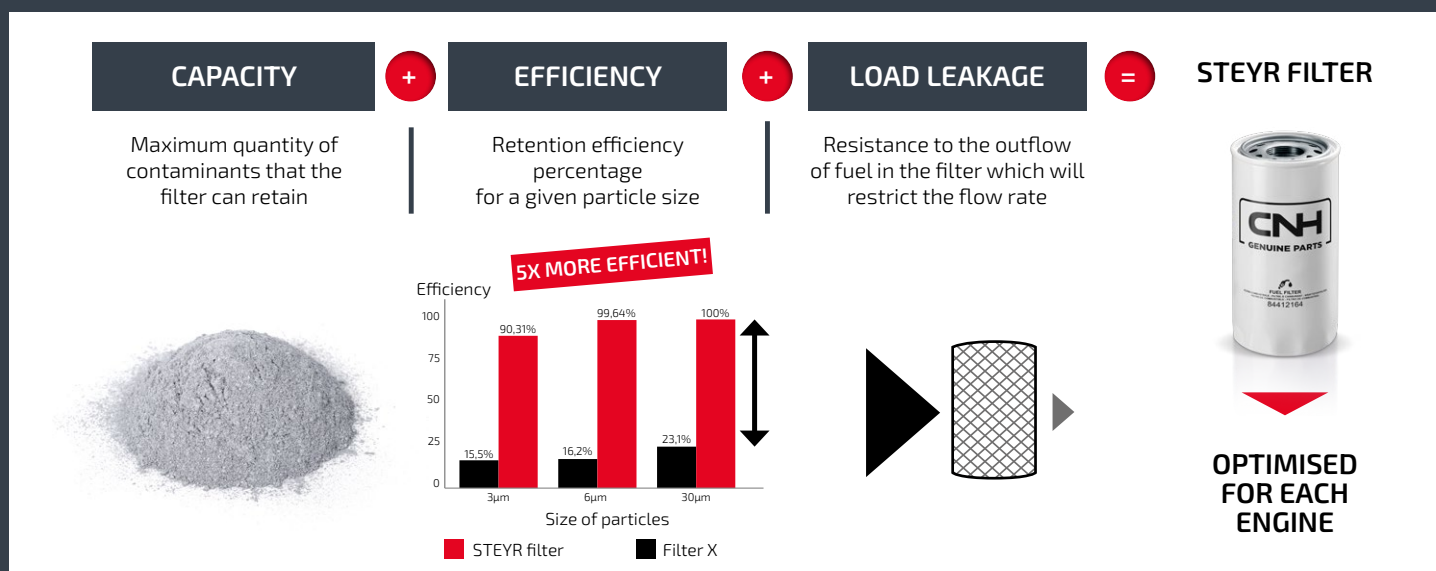 CAPACITY
+
EFFICIENCY
+
LOAD LEAKAGE
=
STEYR FILTER
Maximum quantity of
contaminants that the
filter can retain
Retention efficiency
percentage
for a given particle size
Resistance to the outflow
of fuel in the filter which will
restrict the flow rate
5X MORE EFFICIENT!
Efficiency
100
75
50
25
0
15,5%
90,31%
16,2%
99,64%
23,1%
100%
3µm
6µm
30µm
Size of particles
STEYR filter
Filter X
CNH
GENUINE PARTS
FUEL FILTER
84412164
OPTIMISED
FOR EACH
ENGINE